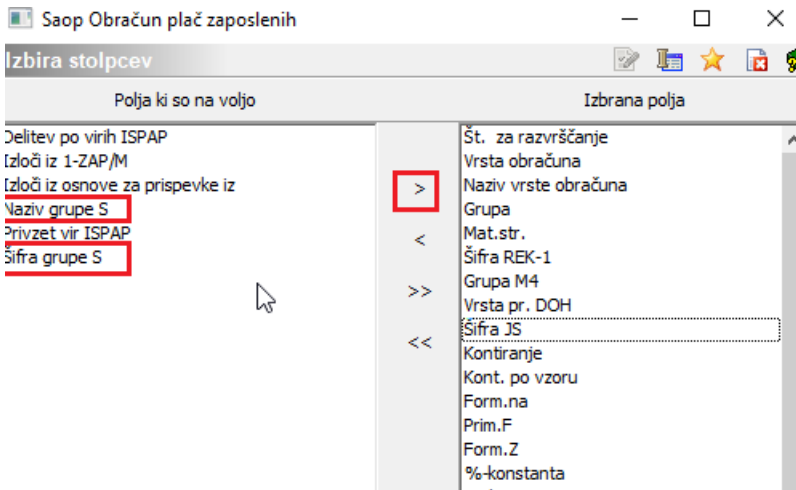 Saop Obračun plač zaposlenih
Izbira stolpcev
Polja ki so na voljo
Izbrana polja
Delitev po virih ISPAP
Izloči iz 1-ZAP/M
Izloči iz osnove za prispevke iz
Naziv grupe S
Privzet vir ISPAP
Šifra grupe S
>
<
>>
<<
Št. za razvrščanje
Vrsta obračuna
Naziv vrste obračuna
Grupa
Mat.str.
Šifra REK-1
Grupa M4
Vrsta pr. DOH
Šifra JS
Kontiranje
Kont. po vzoru
Form.na
Prim.F
Form.Z
%-konstanta